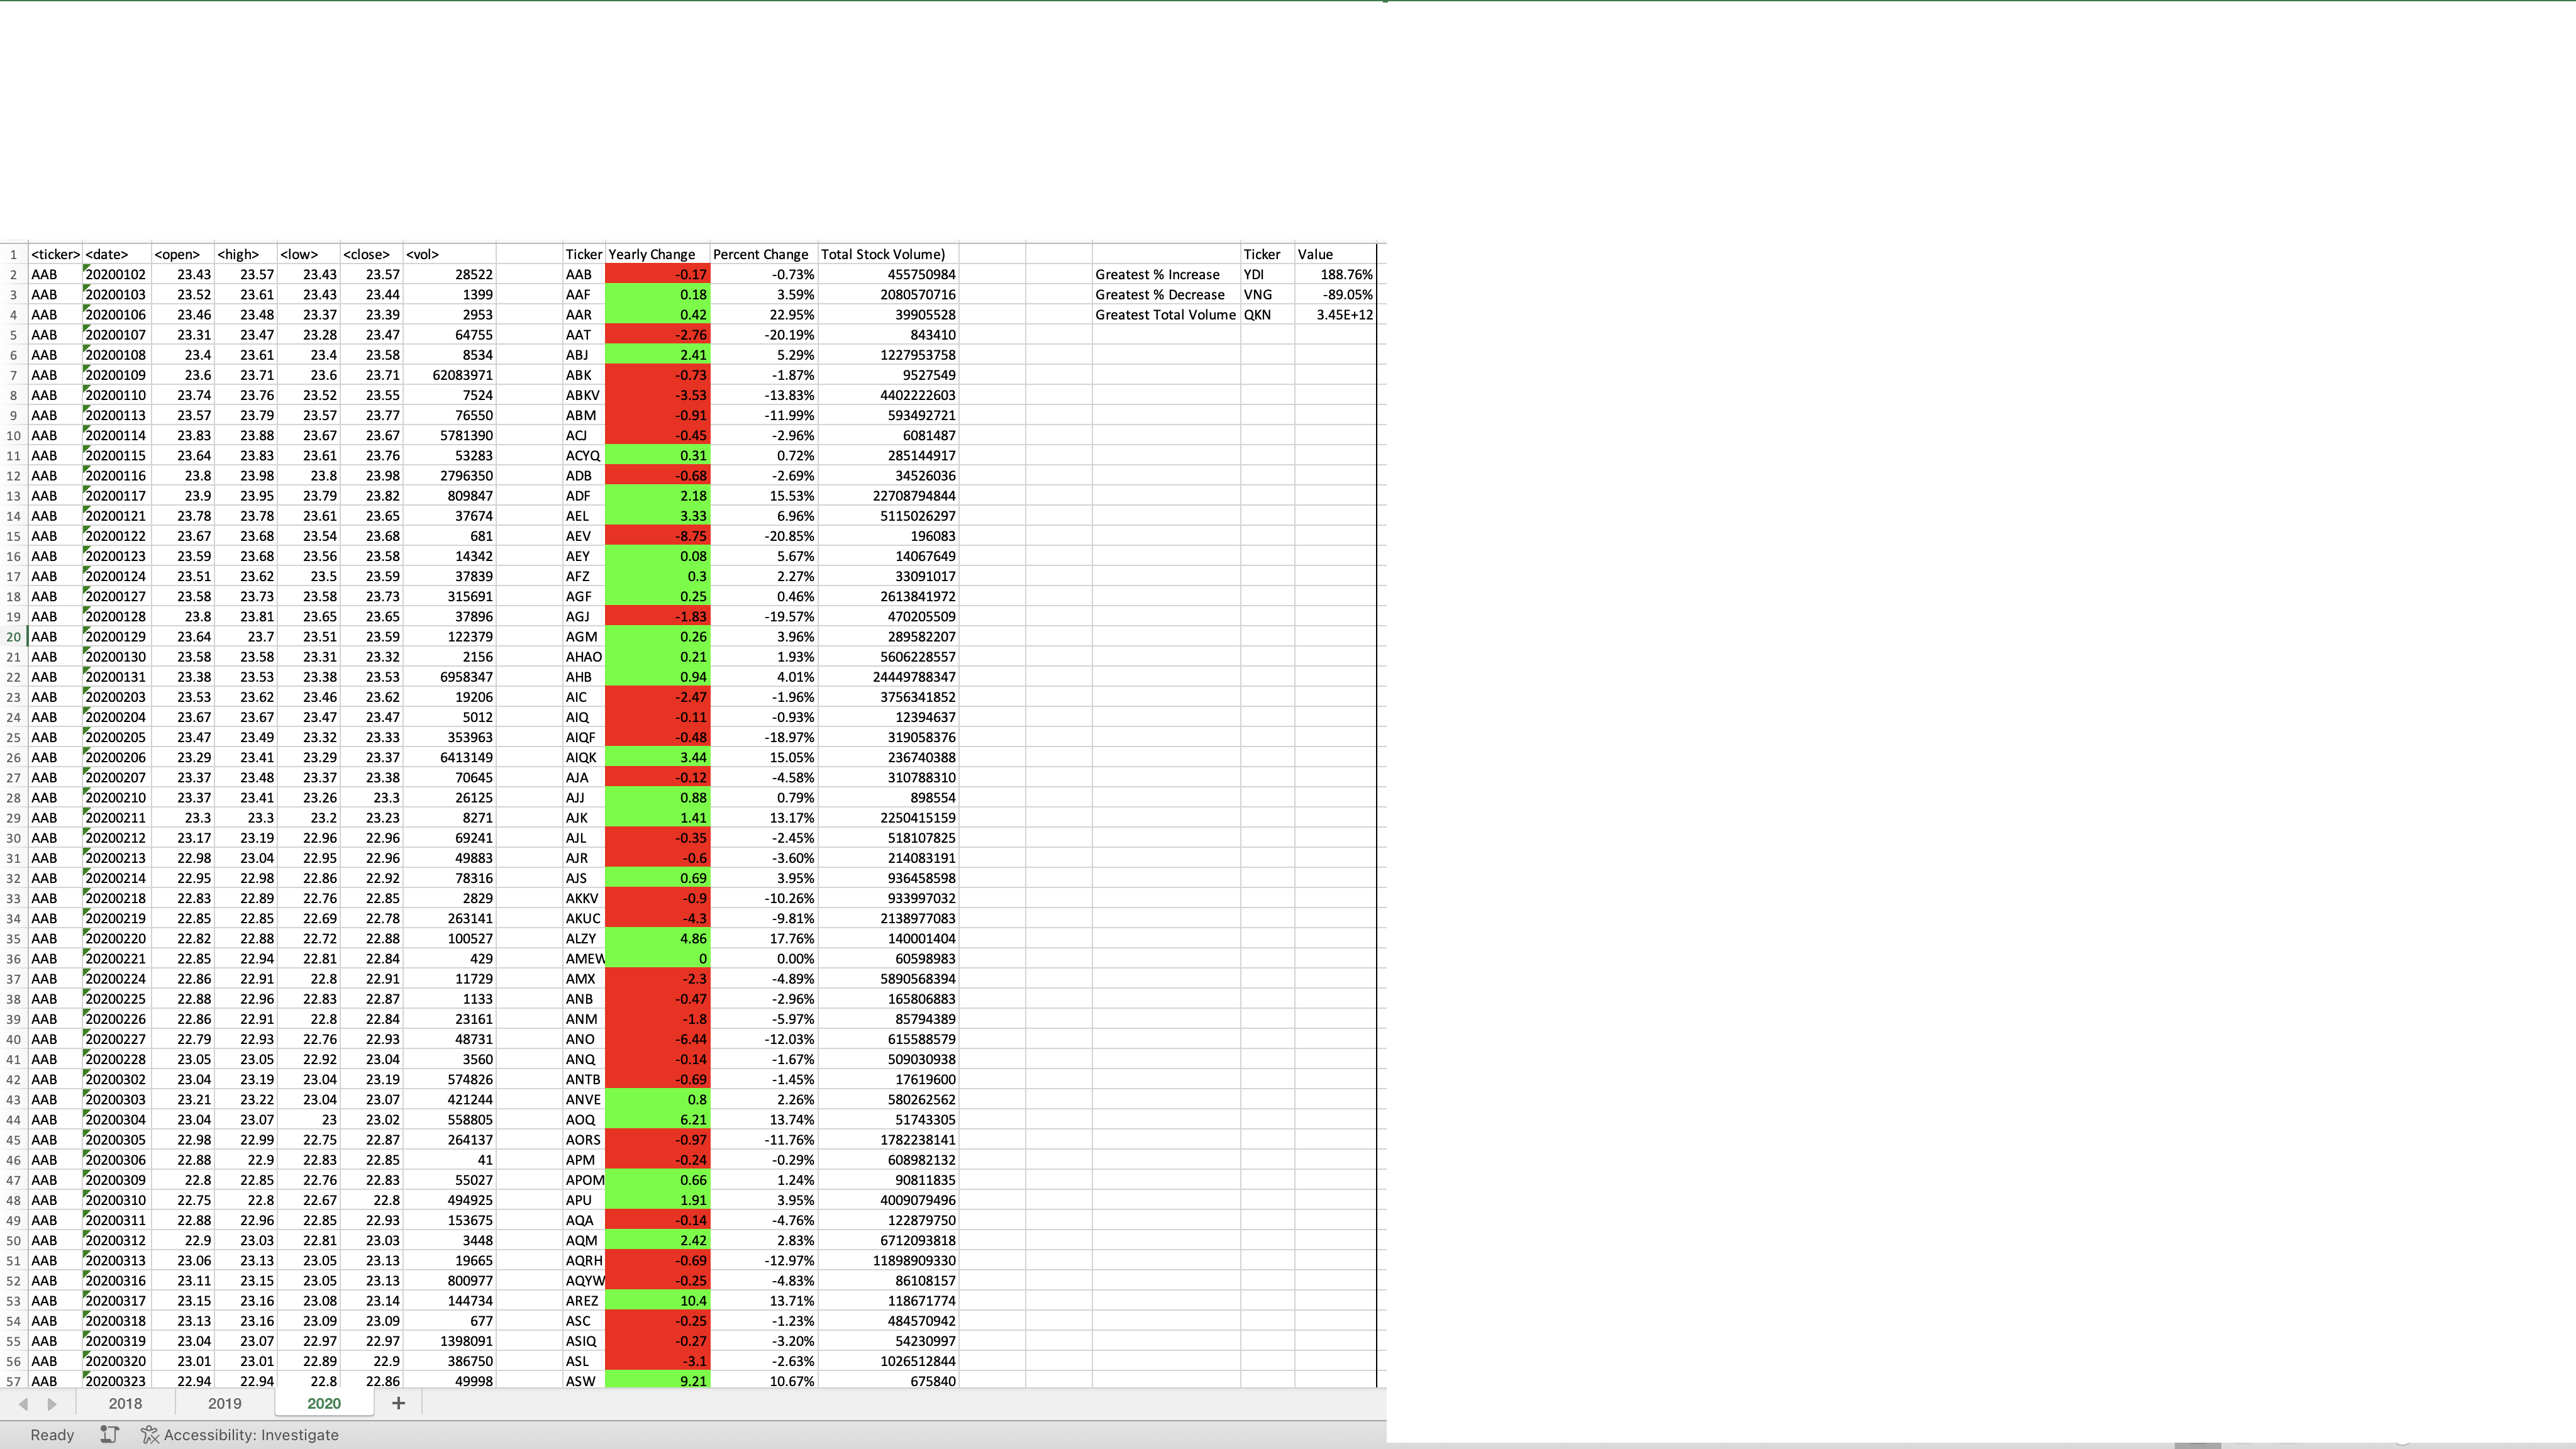 1 <ticker> <date> <open> <high> <low> <close> <vol> Ticker Yearly Change Percent Change Total Stock Volume) Ticker Value
2 AAB 20200102 23.43 23.57 23.43 23.57 28522 AAB -0.17 -0.73% 455750984 Greatest % Increase YDI 188.76%
3 AAB 20200103 23.52 23.61 23.43 23.44 1399 AAF 0.18 3.59% 2080570716 Greatest % Decrease VNG -89.05%
4 AAB 20200106 23.46 23.48 23.37 23.39 2953 AAR 0.42 22.95% 39905528 Greatest Total Volume QKN 3.45E+12
5 AAB 20200107 23.31 23.47 23.28 23.47 64755 AAT -2.76 -20.19% 843410
6 AAB 20200108 23.4 23.61 23.4 23.58 8534 ABJ 2.41 5.29% 1227953758
7 AAB 20200109 23.6 23.71 23.6 23.71 62083971 ABK -0.73 -1.87% 9527549
8 AAB 20200110 23.74 23.76 23.52 23.55 7524 ABKV -3.53 -13.83% 4402222603
9 AAB 20200113 23.57 23.79 23.57 23.77 76550 ABM -0.91 -11.99% 593492721
10 AAB 20200114 23.83 23.88 23.67 23.67 5781390 ACJ -0.45 -2.96% 6081487
11 AAB 20200115 23.64 23.83 23.61 23.76 53283 ACYQ 0.31 0.72% 285144917
12 AAB 20200116 23.8 23.98 23.8 23.98 2796350 ADB -0.68 -2.69% 34526036
13 AAB 20200117 23.9 23.95 23.79 23.82 809847 ADF 2.18 15.53% 22708794844
14 AAB 20200121 23.78 23.78 23.61 23.65 37674 AEL 3.33 6.96% 5115026297
15 AAB 20200122 23.67 23.68 23.54 23.68 681 AEV -8.75 -20.85% 196083
16 AAB 20200123 23.59 23.68 23.56 23.58 14342 AEY 0.08 5.67% 14067649
17 AAB 20200124 23.51 23.62 23.5 23.59 37839 AFZ 0.3 2.27% 33091017
18 AAB 20200127 23.58 23.73 23.58 23.73 315691 AGF 0.25 0.46% 2613841972
19 AAB 20200128 23.8 23.81 23.65 23.65 37896 AGJ -1.83 -19.57% 470205509
20 AAB 20200129 23.64 23.7 23.51 23.59 122379 AGM 0.26 3.96% 289582207
21 AAB 20200130 23.58 23.58 23.31 23.32 2156 AHAO 0.21 1.93% 5606228557
22 AAB 20200131 23.38 23.53 23.38 23.53 6958347 AHB 0.94 4.01% 24449788347
23 AAB 20200203 23.53 23.62 23.46 23.62 19206 AIC -2.47 -1.96% 3756341852
24 AAB 20200204 23.67 23.67 23.47 23.47 5012 AIQ -0.11 -0.93% 12394637
25 AAB 20200205 23.47 23.49 23.32 23.33 353963 AIQF -0.48 -18.97% 319058376
26 AAB 20200206 23.29 23.41 23.29 23.37 6413149 AIQK 3.44 15.05% 236740388
27 AAB 20200207 23.37 23.48 23.37 23.38 70645 AJA -0.12 -4.58% 310788310
28 AAB 20200210 23.37 23.41 23.26 23.3 26125 AJJ 0.88 0.79% 898554
29 AAB 20200211 23.3 23.3 23.2 23.23 8271 AJK 1.41 13.17% 2250415159
30 AAB 20200212 23.17 23.19 22.96 22.96 69241 AJL -0.35 -2.45% 518107825
31 AAB 20200213 22.98 23.04 22.95 22.96 49883 AJR -0.6 -3.60% 214083191
32 AAB 20200214 22.95 22.98 22.86 22.92 78316 AJS 0.69 3.95% 936458598
33 AAB 20200218 22.83 22.89 22.76 22.85 2829 AKKV -0.9 -10.26% 933997032
34 AAB 20200219 22.85 22.85 22.69 22.78 263141 AKUC -4.3 -9.81% 2138977083
35 AAB 20200220 22.82 22.88 22.72 22.88 100527 ALZY 4.86 17.76% 140001404
36 AAB 20200221 22.85 22.94 22.81 22.84 429 AMEW 0 0.00% 60598983
37 AAB 20200224 22.86 22.91 22.8 22.91 11729 AMX -2.3 -4.89% 5890568394
38 AAB 20200225 22.88 22.96 22.83 22.87 1133 ANB -0.47 -2.96% 165806883
39 AAB 20200226 22.86 22.91 22.8 22.84 23161 ANM -1.8 -5.97% 85794389
40 AAB 20200227 22.79 22.93 22.76 22.93 48731 ANO -6.44 -12.03% 615588579
41 AAB 20200228 23.05 23.05 22.92 23.04 3560 ANQ -0.14 -1.67% 509030938
42 AAB 20200302 23.04 23.19 23.04 23.19 574826 ANTB -0.69 -1.45% 17619600
43 AAB 20200303 23.21 23.22 23.04 23.07 421244 ANVE 0.8 2.26% 580262562
44 AAB 20200304 23.04 23.07 23 23.02 558805 AOQ 6.21 13.74% 51743305
45 AAB 20200305 22.98 22.99 22.75 22.87 264137 AORS -0.97 -11.76% 1782238141
46 AAB 20200306 22.88 22.9 22.83 22.85 41 APM -0.24 -0.29% 608982132
47 AAB 20200309 22.8 22.85 22.76 22.83 55027 APOM 0.66 1.24% 90811835
48 AAB 20200310 22.75 22.8 22.67 22.8 494925 APU 1.91 3.95% 4009079496
49 AAB 20200311 22.88 22.96 22.85 22.93 153675 AQA -0.14 -4.76% 122879750
50 AAB 20200312 22.9 23.03 22.81 23.03 3448 AQM 2.42 2.83% 6712093818
51 AAB 20200313 23.06 23.13 23.05 23.13 19665 AQRH -0.69 -12.97% 11898909330
52 AAB 20200316 23.11 23.15 23.05 23.13 800977 AQYW -0.25 -4.83% 86108157
53 AAB 20200317 23.15 23.16 23.08 23.14 144734 AREZ 10.4 13.71% 118671774
54 AAB 20200318 23.13 23.16 23.09 23.09 677 ASC -0.25 -1.23% 484570942
55 AAB 20200319 23.04 23.07 22.97 22.97 1398091 ASIQ -0.27 -3.20% 54230997
56 AAB 20200320 23.01 23.01 22.89 22.9 386750 ASL -3.1 -2.63% 1026512844
57 AAB 20200323 22.94 22.94 22.8 22.86 49998 ASW 9.21 10.67% 675840
2018 2019 2020 +
Ready Accessibility: Investigate